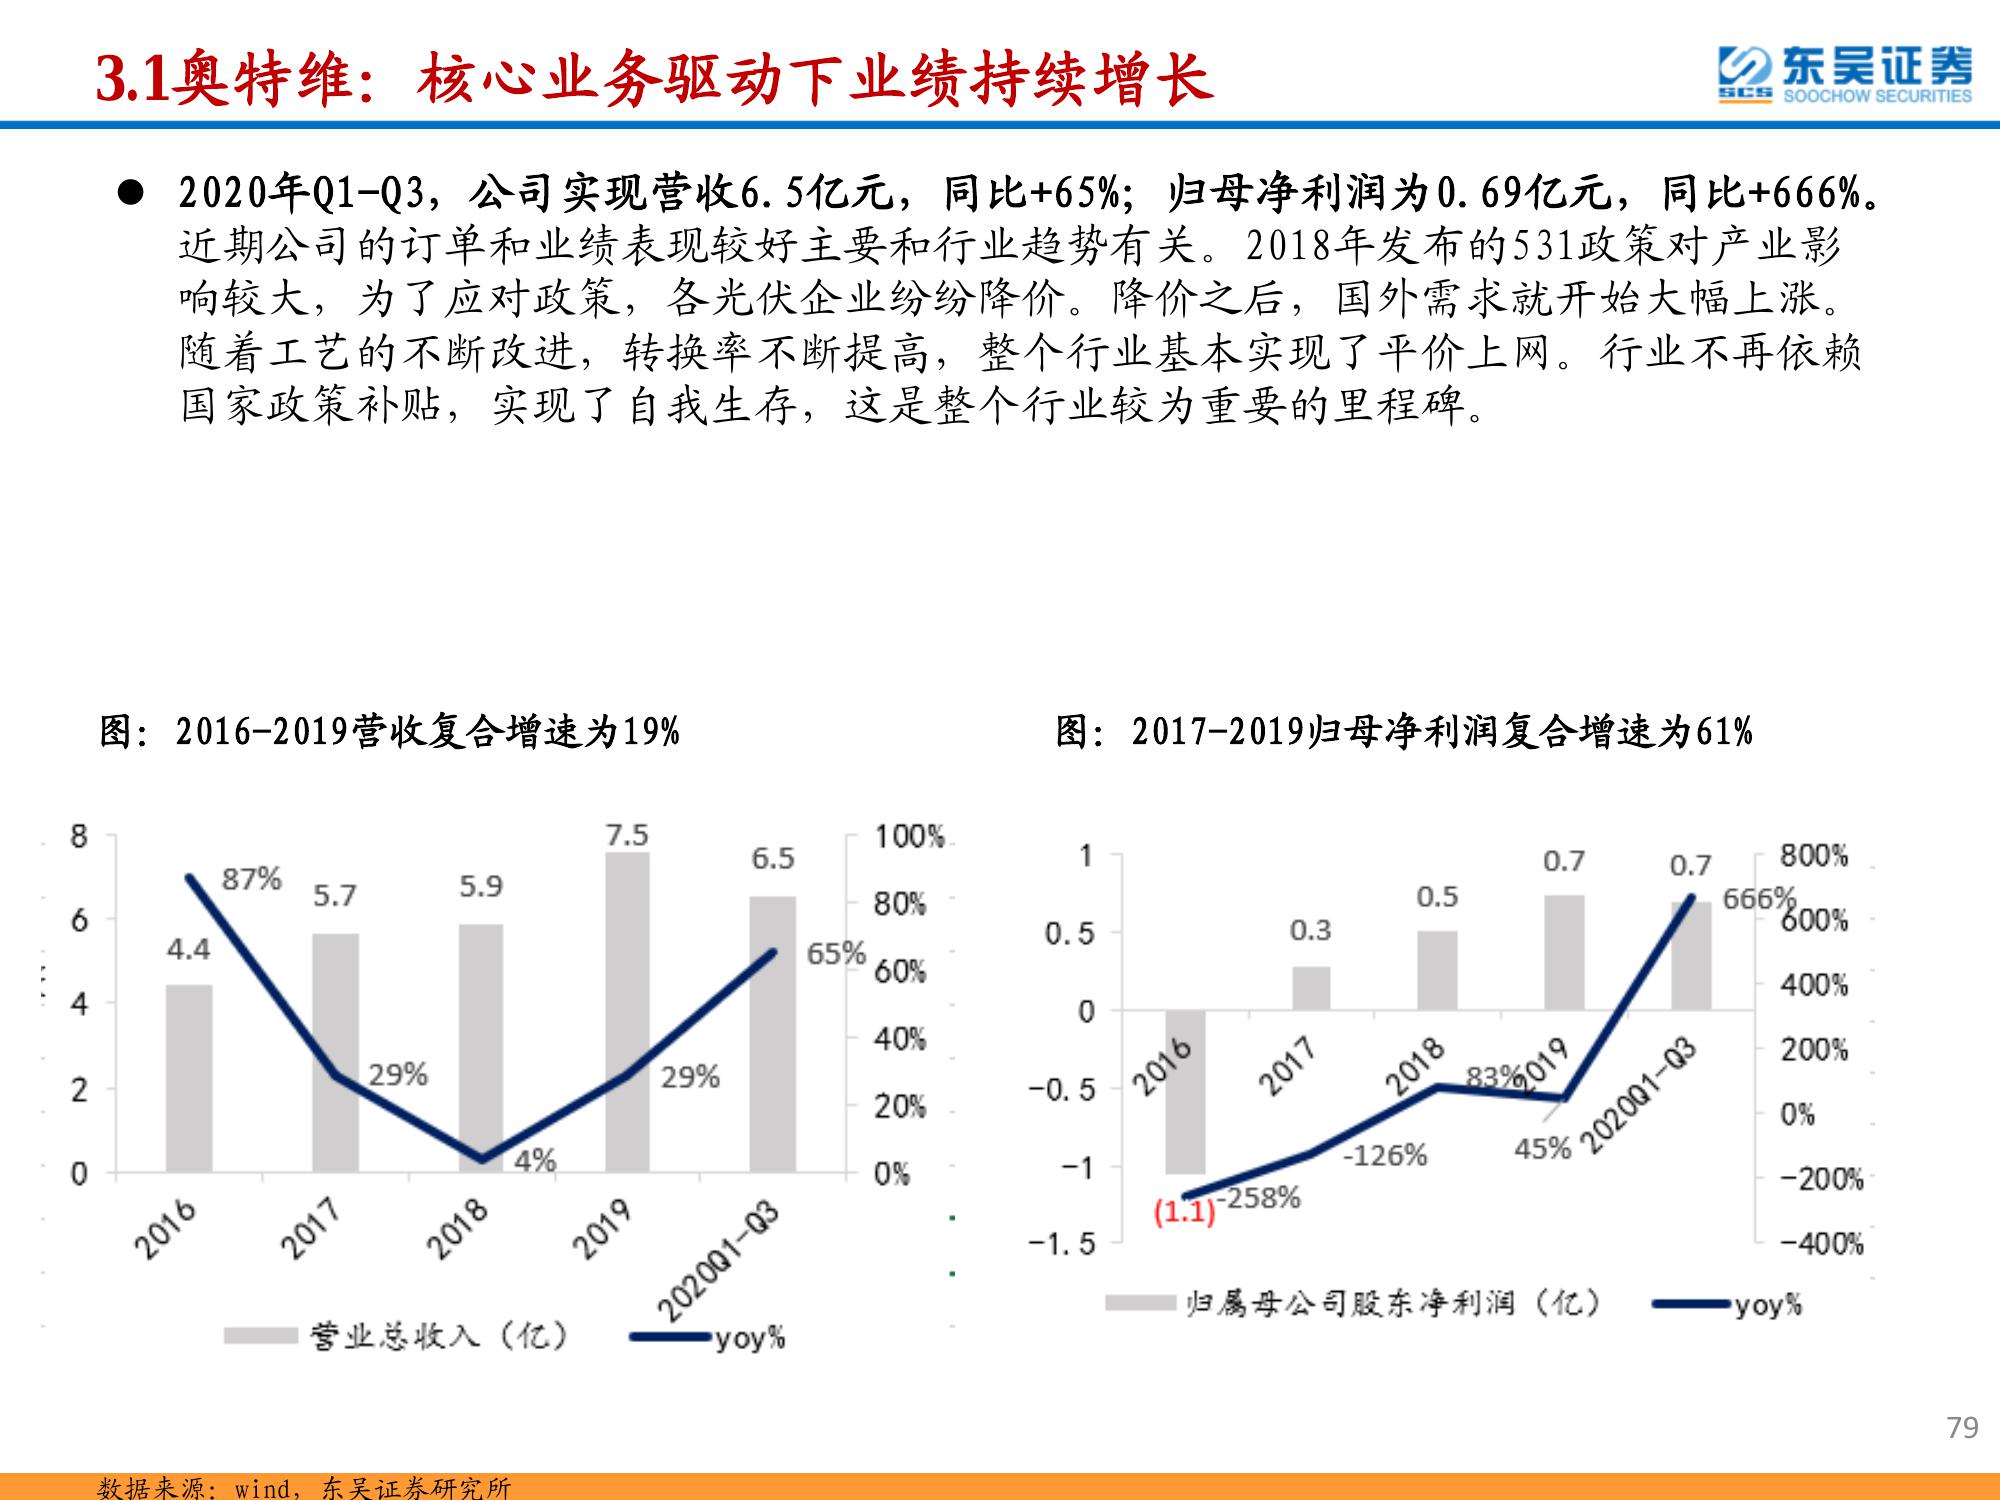 3.1奥特维：核心业务驱动下业绩持续增长
东吴证券
SCS
SOOCHOW SECURITIES
● 2020年Q1-Q3，公司实现营收6.5亿元，同比+65%；归母净利润为0.69亿元，同比+666%。
近期公司的订单和业绩表现较好主要和行业趋势有关。2018年发布的531政策对产业影
响较大，为了应对政策，各光伏企业纷纷降价。降价之后，国外需求就开始大幅上涨。
随着工艺的不断改进，转换率不断提高，整个行业基本实现了平价上网。行业不再依赖
国家政策补贴，实现了自我生存，这是整个行业较为重要的里程碑。
图：2016-2019营收复合增速为19%
8
6
4
2
0
4.4
5.7
5.9
7.5
6.5
87%
29%
4%
29%
65%
100%
80%
60%
40%
20%
0%
2016
2017
2018
2019
2020Q1-Q3
营业总收入（亿）
yoy%
图：2017-2019归母净利润复合增速为61%
1
0.5
0
-0.5
-1
-1.5
(1.1)
0.3
0.5
0.7
0.7
-258%
-126%
83%
45%
666%
800%
600%
400%
200%
0%
-200%
-400%
2016
2017
2018
2019
2020Q1-Q3
归属母公司股东净利润（亿）
yoy%
79
数据来源：wind，东吴证券研究所